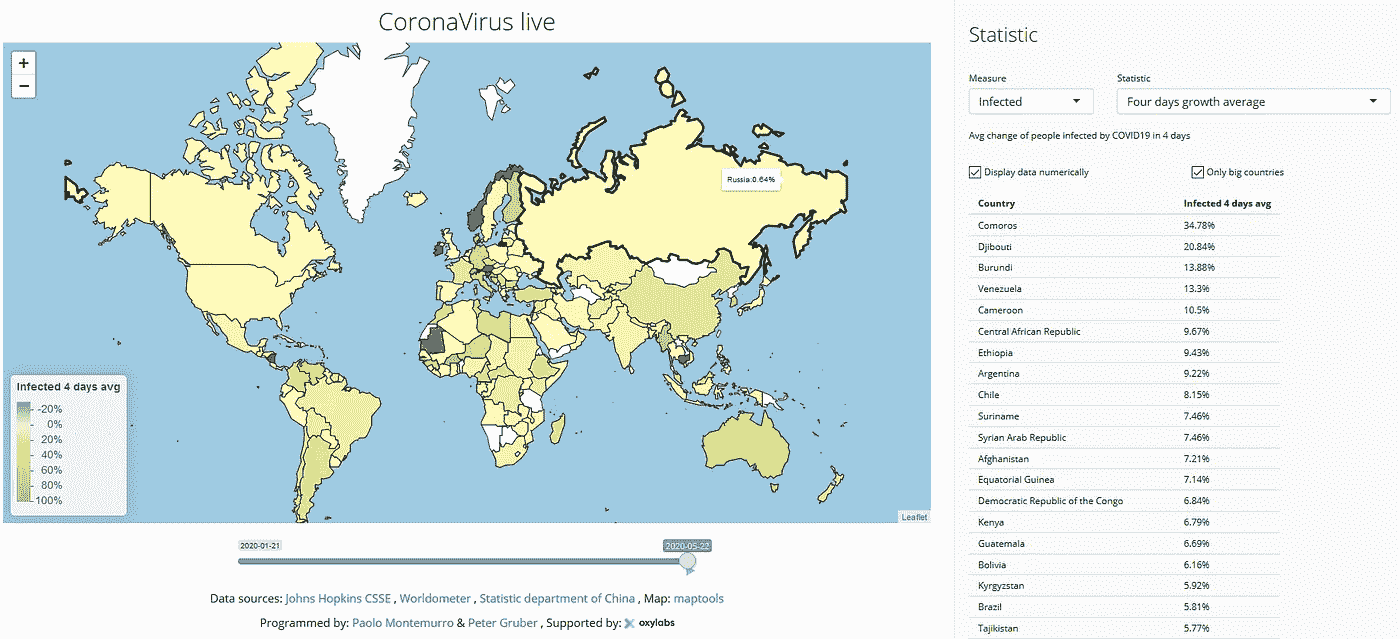 CoronaVirus live
+
−
Russia:0.64%
Infected 4 days avg
-20%
0%
20%
40%
60%
80%
100%
Leaflet
2020-01-21
2020-05-22
Data sources: Johns Hopkins CSSE , Worldometer , Statistic department of China , Map: maptools
Programmed by: Paolo Montemurro & Peter Gruber , Supported by: oxylabs
Statistic
Measure Statistic
Infected Four days growth average
Avg change of people infected by COVID19 in 4 days
Display data numerically Only big countries
Country Infected 4 days avg
Comoros 34.78%
Djibouti 20.84%
Burundi 13.88%
Venezuela 13.3%
Cameroon 10.5%
Central African Republic 9.67%
Ethiopia 9.43%
Argentina 9.22%
Chile 8.15%
Suriname 7.46%
Syrian Arab Republic 7.46%
Afghanistan 7.21%
Equatorial Guinea 7.14%
Democratic Republic of the Congo 6.84%
Kenya 6.79%
Guatemala 6.69%
Bolivia 6.16%
Kyrgyzstan 5.92%
Brazil 5.81%
Tajikistan 5.77%